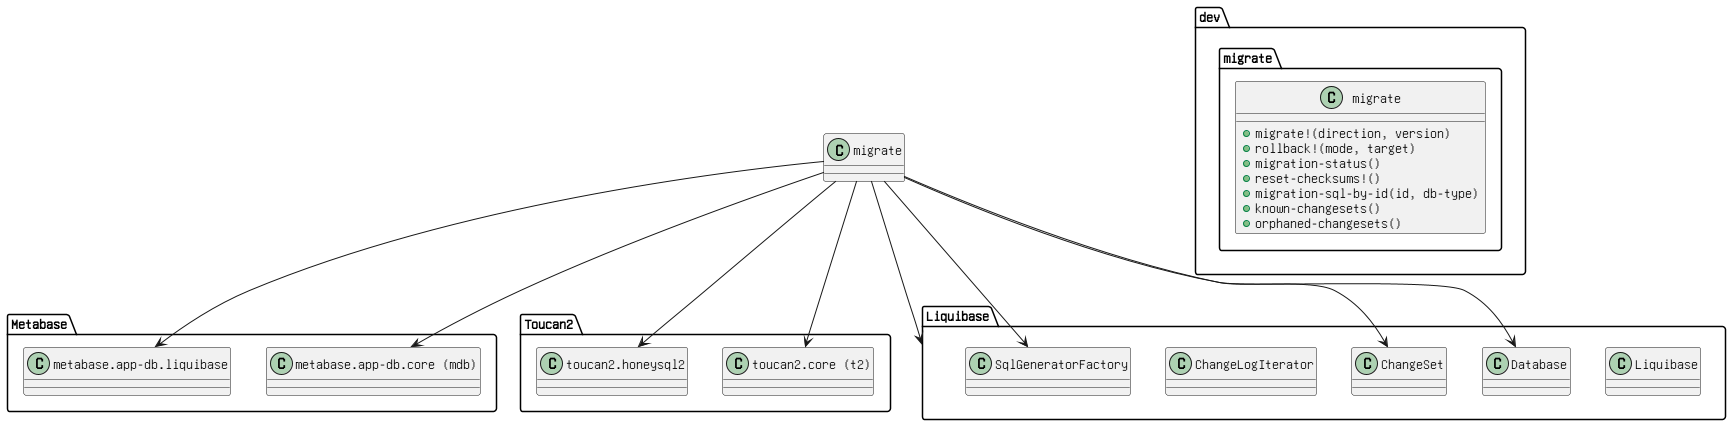 dev
migrate
C migrate
migrate!(direction, version)
rollback!(mode, target)
migration-status()
reset-checksums!()
migration-sql-by-id(id, db-type)
known-changesets()
orphaned-changesets()
C migrate
Metabase
C metabase.app-db.liquibase
C metabase.app-db.core (mdb)
Toucan2
C toucan2.honeysql2
C toucan2.core (t2)
Liquibase
C SqlGeneratorFactory
C ChangeLogIterator
C ChangeSet
C Database
C Liquibase